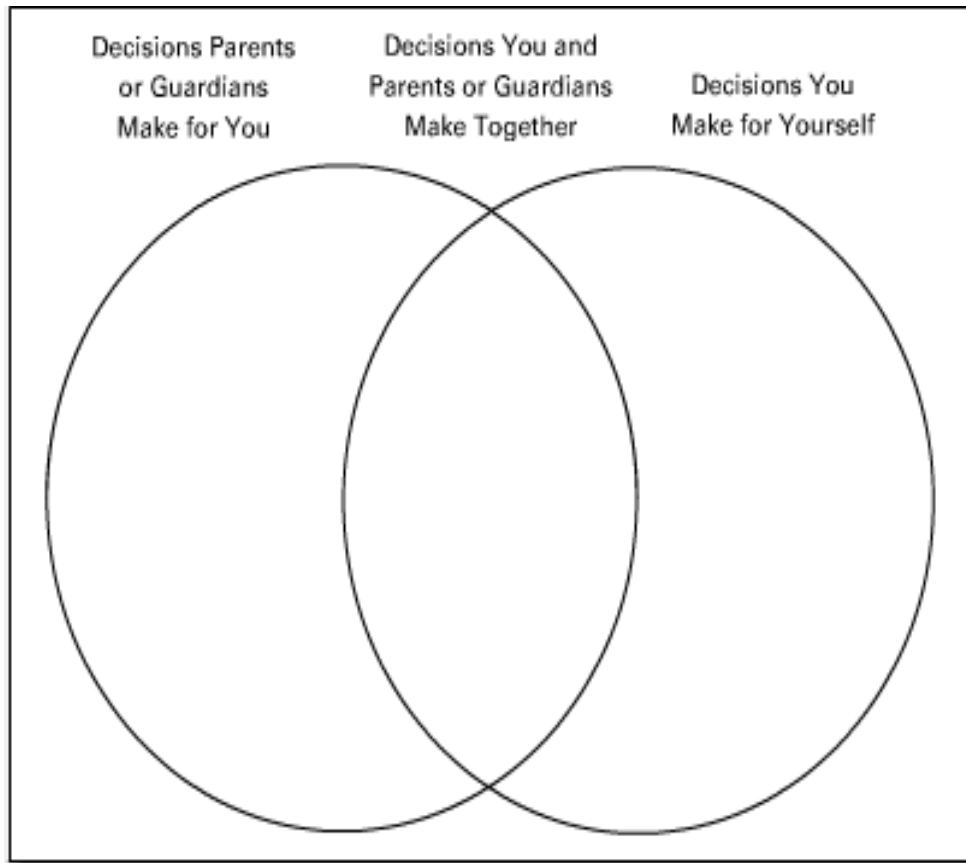 Decisions Parents
or Guardians
Make for You
Decisions You and
Parents or Guardians
Make Together
Decisions You
Make for Yourself